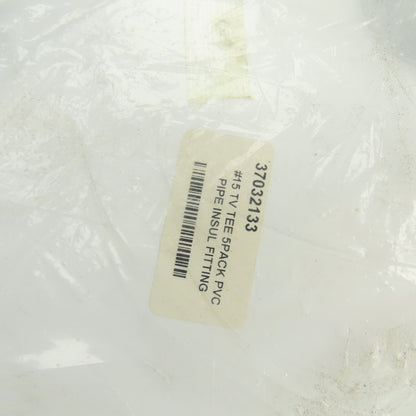 37032133
#15 TV TEE 5PACK PVC
PIPE INSUL FITTING